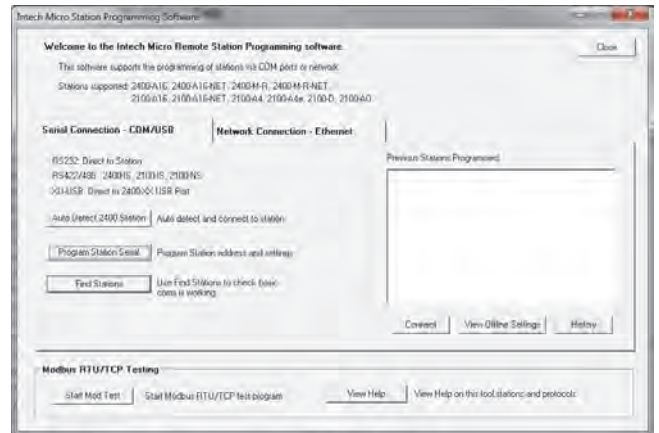 Intech Micro Station Programming Software
Welcome to the Intech Micro Remote Station Programming software.
Close
This software supports the programming of stations via COM ports or network.
Stations supported: 2400-A16, 2400-A16-NET, 2400-M-R, 2400-M-R-NET,
2100-A16, 2100-A16-NET, 2100-A4, 2100-A4e, 2100-D, 2100-AO
Serial Connection - COM/USB
Network Connection - Ethernet
RS232: Direct to Station
RS422/485: 2400HS, 2100HS, 2100-NS
XU-USB: Direct to 2400-XX USB Port
Previous Stations Programmed
Auto Detect 2400 Station
Auto detect and connect to station
Program Station Serial
Program Station address and settings
Find Stations
Use Find Stations to check basic
coms is working
Connect
View Offline Settings
History
Modbus RTU/TCP Testing
Start Mod Test
Start Modbus RTU/TCP test program
View Help
View Help on this tool stations and protocols